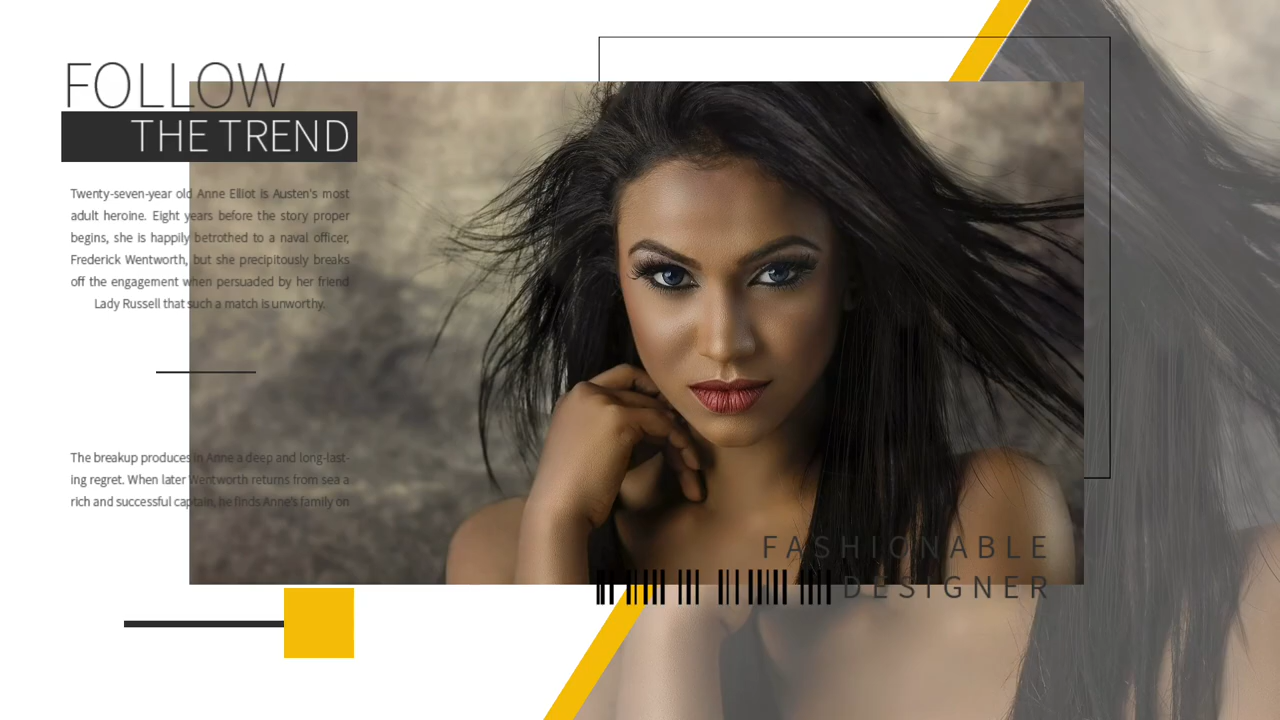 FOLLOW
THE TREND
Twenty-seven-year old Anne Elliot is Austen's most
adult heroine. Eight years before the story proper
begins, she is happily betrothed to a naval officer,
Frederick Wentworth, but she precipitously breaks
off the engagement when persuaded by her friend
Lady Russell that such a match is unworthy.
The breakup produces in Anne a deep and long-last-
ing regret. When later Wentworth returns from sea a
rich and successful captain, he finds Anne's family on
FASHIONABLE
DESIGNER